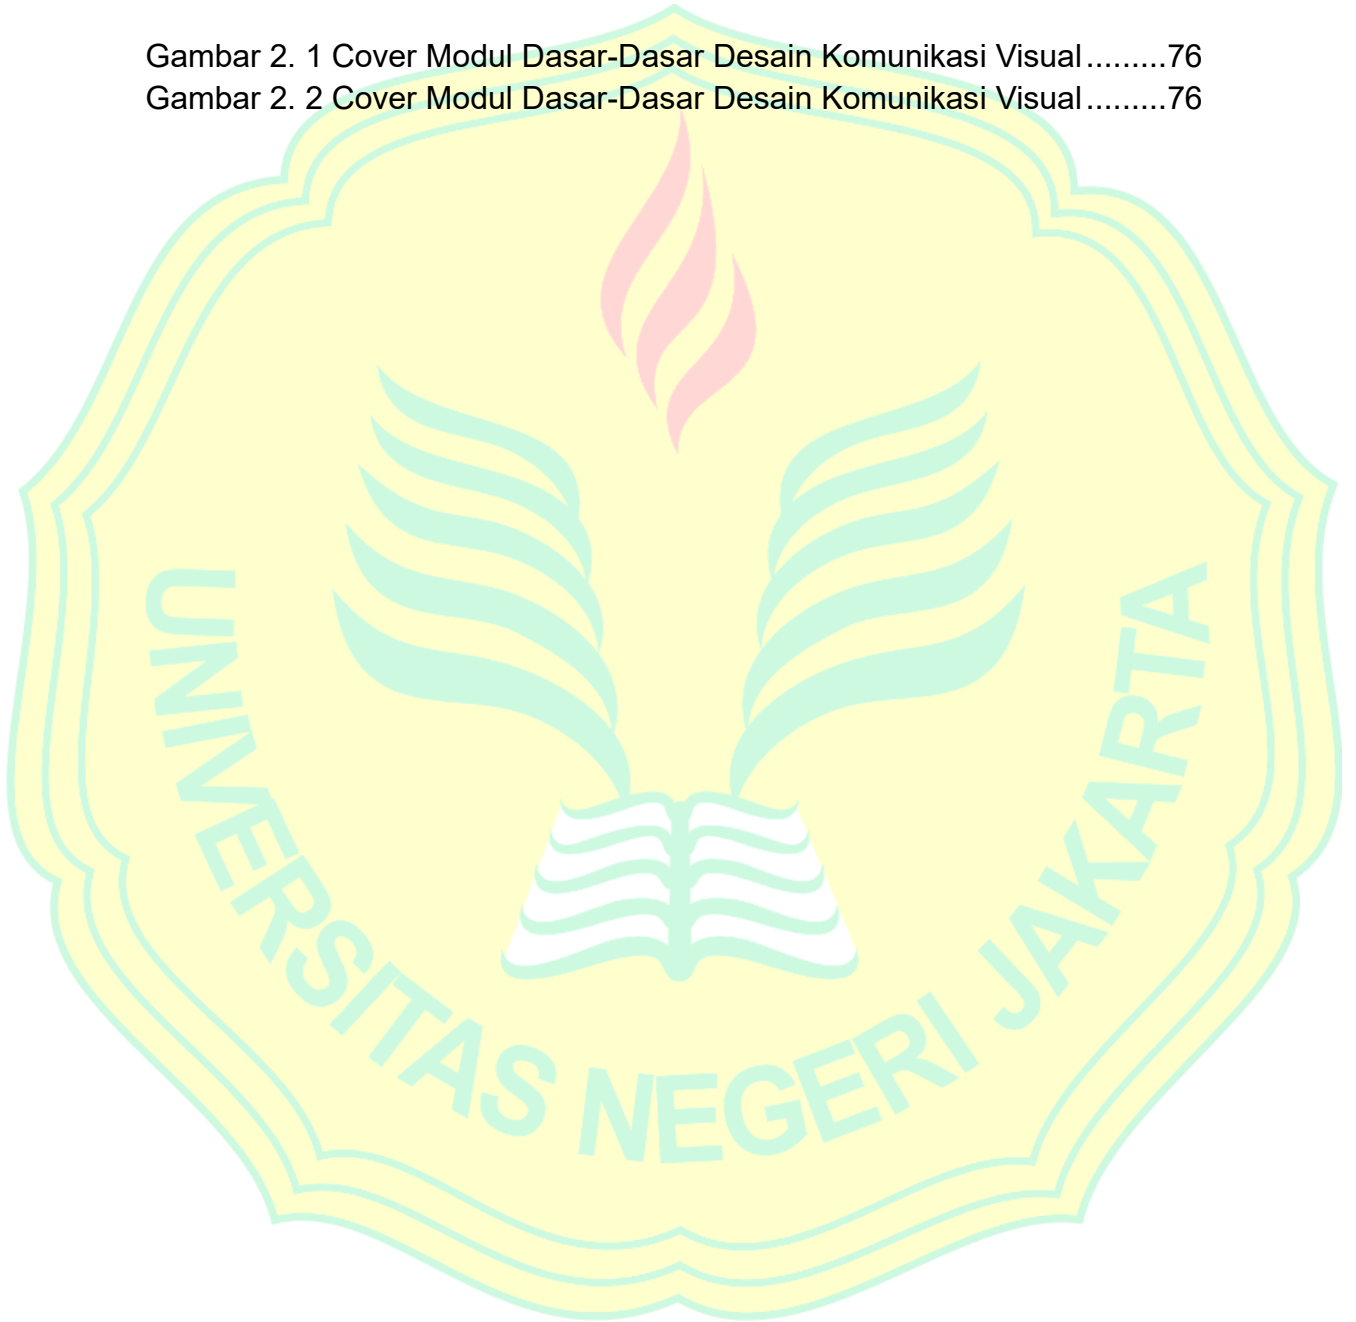 Gambar 2. 1 Cover Modul Dasar-Dasar Desain Komunikasi Visual.........76
Gambar 2. 2 Cover Modul Dasar-Dasar Desain Komunikasi Visual.........76
UNIVERSITAS NEGERI JAKARTA